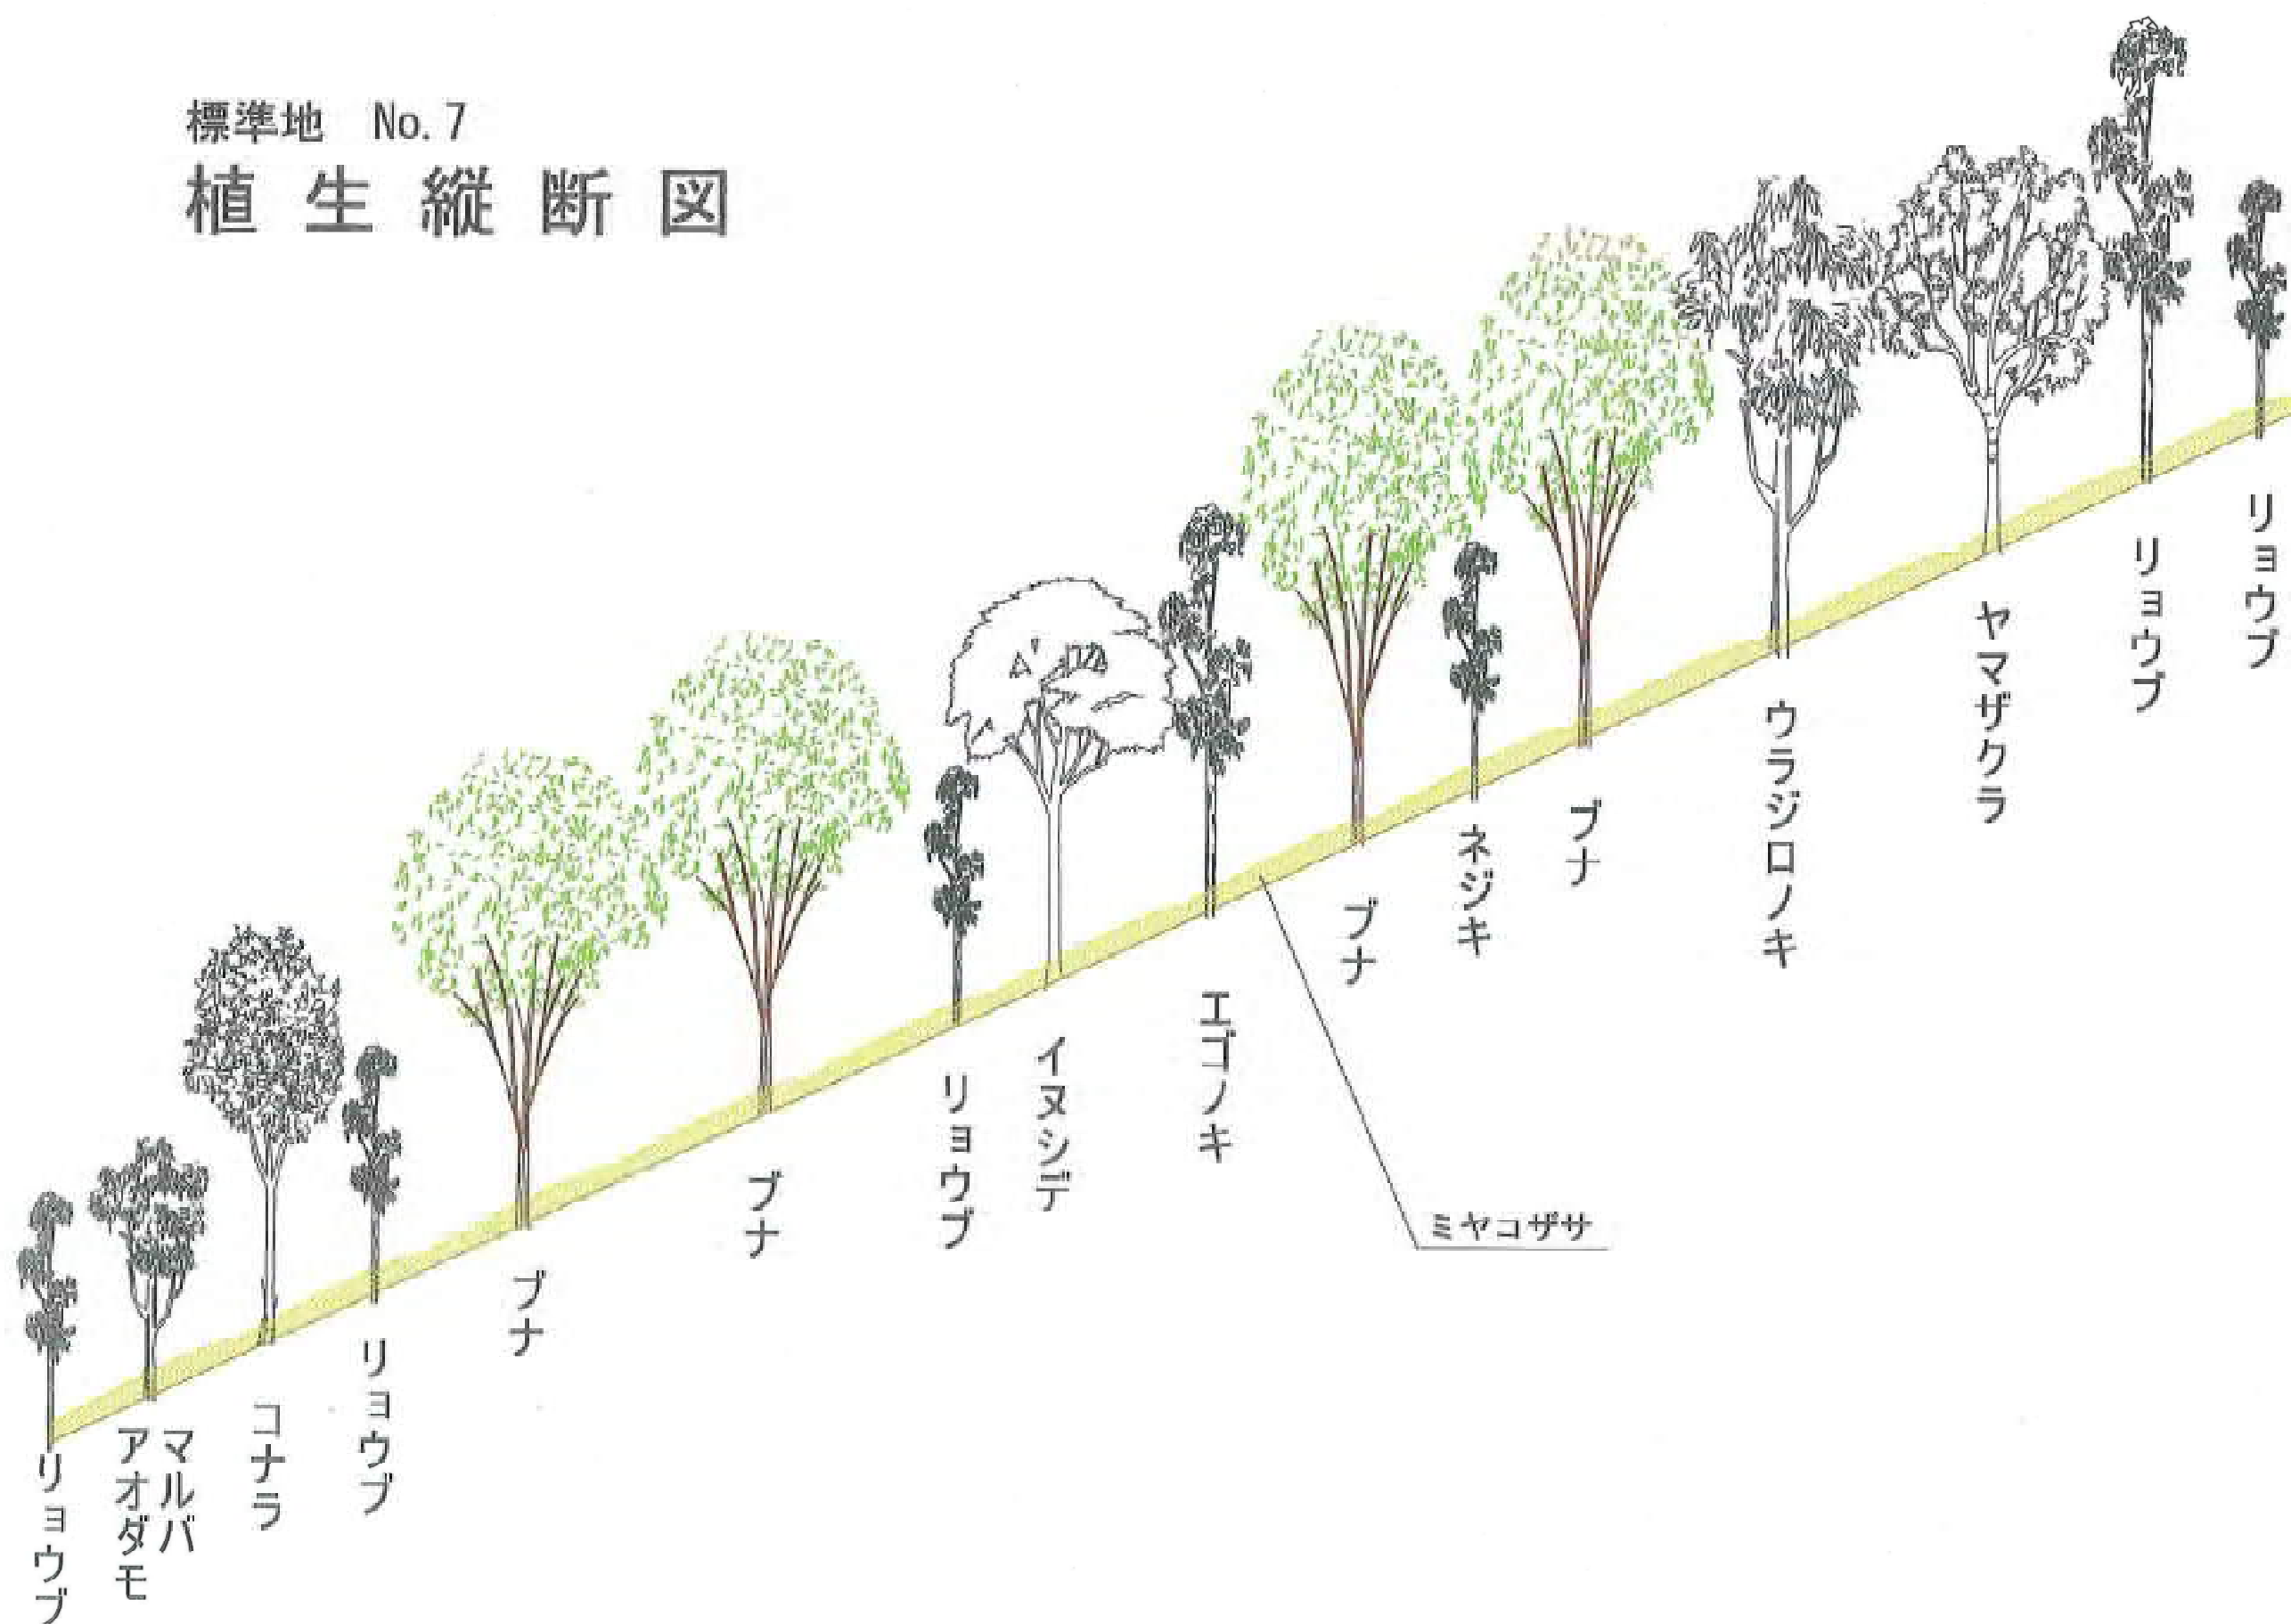 標準地 No.7
植生縦断図
リョウブ
マルバ
アオダモ
コナラ
リョウブ
ブナ
ブナ
リョウブ
イヌシデ
エゴノキ
ブナ
ネジキ
ブナ
ウラジロノキ
ヤマザクラ
リョウブ
リョウブ
ミヤコザサ